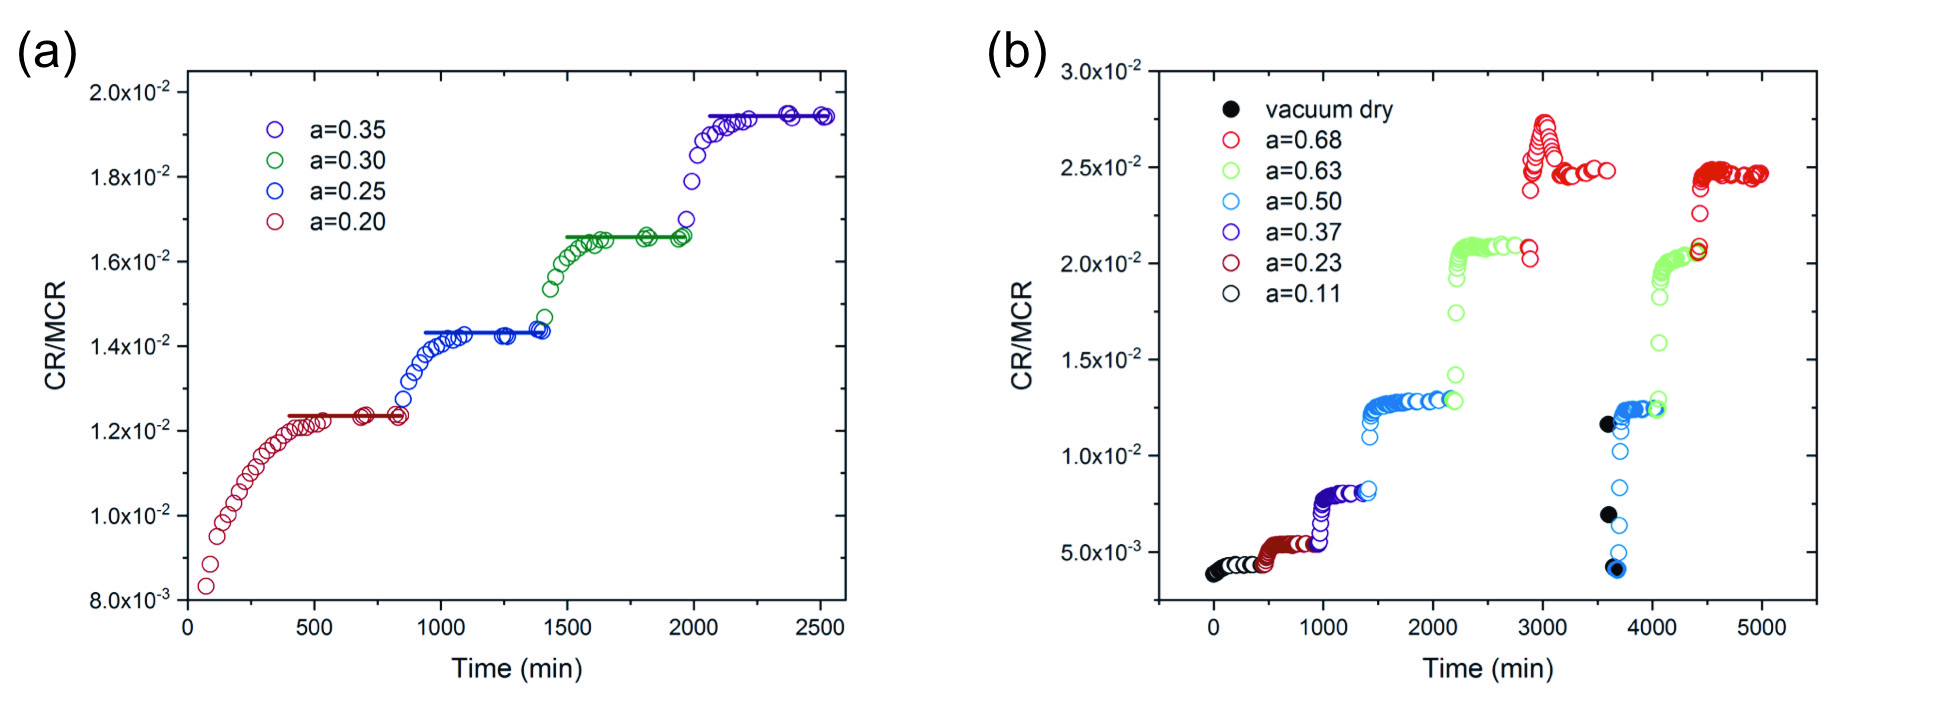 (a)
CR/MCR
2.0x10-2
1.8x10-2
1.6x10-2
1.4x10-2
1.2x10-2
1.0x10-2
8.0x10-3
a=0.35
a=0.30
a=0.25
a=0.20
0 500 1000 1500 2000 2500
Time (min)
(b)
CR/MCR
3.0x10-2
2.5x10-2
2.0x10-2
1.5x10-2
1.0x10-2
5.0x10-3
vacuum dry
a=0.68
a=0.63
a=0.50
a=0.37
a=0.23
a=0.11
0 1000 2000 3000 4000 5000
Time (min)